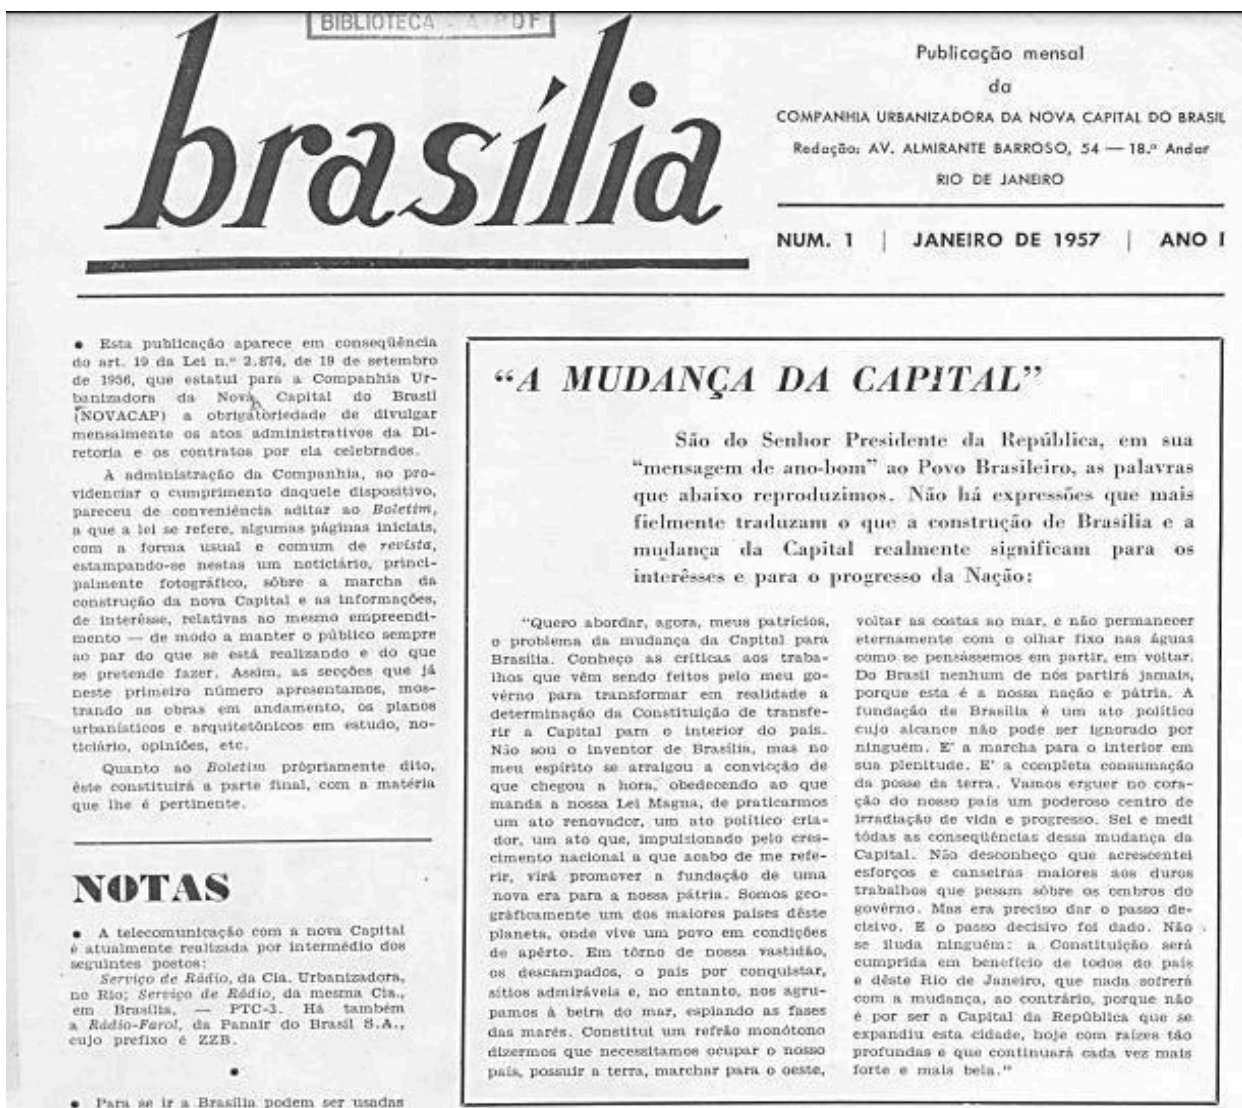 BIBLIOTECA - A PDF
brasília
Publicação mensal
da
COMPANHIA URBANIZADORA DA NOVA CAPITAL DO BRASIL
Redação: AV. ALMIRANTE BARROSO, 54 — 18.º Andar
RIO DE JANEIRO
NUM. 1 | JANEIRO DE 1957 | ANO I
• Esta publicação aparece em conseqüência
do art. 19 da Lei n.º 2.874, de 19 de setembro
de 1956, que estatui para a Companhia Ur-
banizadora da Nova Capital do Brasil
(NOVACAP) a obrigatoriedade de divulgar
mensalmente os atos administrativos da Di-
retoria e os contratos por ela celebrados.
À administração da Companhia, ao pro-
videnciar o cumprimento daquele dispositivo,
pareceu de conveniência aditar ao Boletim,
a que a lei se refere, algumas páginas iniciais,
com a forma usual e comum de revista,
estampando-se nestas um noticiário, princi-
palmente fotográfico, sôbre a marcha da
construção da nova Capital e as informações,
de interêsse, relativas ao mesmo empreendi-
mento — de modo a manter o público sempre
ao par do que se está realizando e do que
se pretende fazer. Assim, as secções que já
neste primeiro número apresentamos, mos-
trando as obras em andamento, os planos
urbanísticos e arquitetônicos em estudo, no-
ticiário, opiniões, etc.
Quanto ao Boletim pròpriamente dito,
êste constituirá a parte final, com a matéria
que lhe é pertinente.
NOTAS
• A telecomunicação com a nova Capital
é atualmente realizada por intermédio dos
seguintes postos:
Serviço de Rádio, da Cia. Urbanizadora,
no Rio; Serviço de Rádio, da mesma Cia.,
em Brasília, — PTC-3. Há também
a Rádio-Farol, da Panair do Brasil S.A.,
cujo prefixo é ZZB.
•
• Para se ir a Brasília podem ser usadas
“A MUDANÇA DA CAPITAL”
São do Senhor Presidente da República, em sua
“mensagem de ano-bom” ao Povo Brasileiro, as palavras
que abaixo reproduzimos. Não há expressões que mais
fielmente traduzam o que a construção de Brasília e a
mudança da Capital realmente significam para os
interêsses e para o progresso da Nação:
“Quero abordar, agora, meus patrícios,
o problema da mudança da Capital para
Brasília. Conheço as críticas aos traba-
lhos que vêm sendo feitos pelo meu go-
vêrno para transformar em realidade a
determinação da Constituição de transfe-
rir a Capital para o interior do país.
Não sou o inventor de Brasília, mas no
meu espírito se arraigou a convicção de
que chegou a hora, obedecendo ao que
manda a nossa Lei Magna, de praticarmos
um ato renovador, um ato político cria-
dor, um ato que, impulsionado pelo cres-
cimento nacional a que acabo de me refe-
rir, virá promover a fundação de uma
nova era para a nossa pátria. Somos geo-
gràficamente um dos maiores países dêste
planeta, onde vive um povo em condições
de apêrto. Em tôrno de nossa vastidão,
os descampados, o país por conquistar,
sítios admiráveis e, no entanto, nos agru-
pamos à beira do mar, espiando as fases
das marés. Constitui um refrão monótono
dizermos que necessitamos ocupar o nosso
país, possuir a terra, marchar para o oeste,
voltar as costas ao mar, e não permanecer
eternamente com o olhar fixo nas águas
como se pensássemos em partir, em voltar.
Do Brasil nenhum de nós partirá jamais,
porque esta é a nossa nação e pátria. A
fundação de Brasília é um ato político
cujo alcance não pode ser ignorado por
ninguém. E' a marcha para o interior em
sua plenitude. E' a completa consumação
da posse da terra. Vamos erguer no cora-
ção do nosso país um poderoso centro de
irradiação de vida e progresso. Sei e medi
tôdas as conseqüências dessa mudança da
Capital. Não desconheço que acrescentei
esforços e canseiras maiores aos duros
trabalhos que pesam sôbre os ombros do
govêrno. Mas era preciso dar o passo de-
cisivo. E o passo decisivo foi dado. Não
se iluda ninguém: a Constituição será
cumprida em benefício de todos do país
e dêste Rio de Janeiro, que nada sofrerá
com a mudança, ao contrário, porque não
é por ser a Capital da República que se
expandiu esta cidade, hoje com raízes tão
profundas e que continuará cada vez mais
forte e mais bela.”